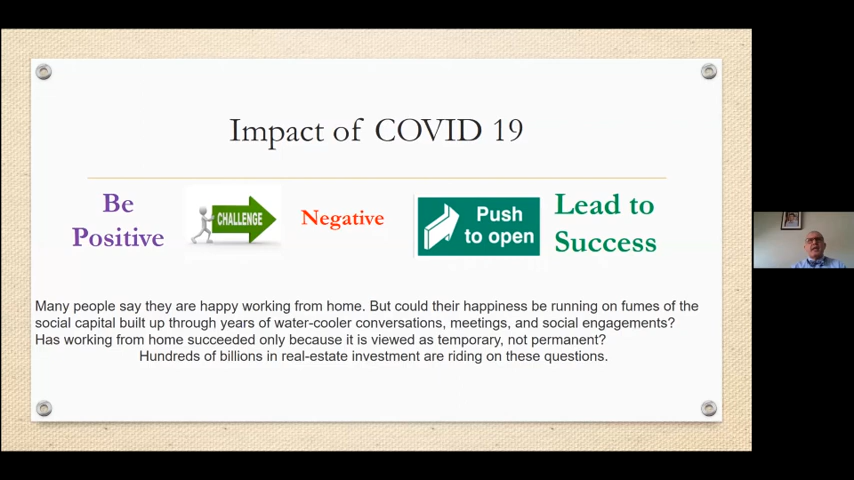 Impact of COVID 19
Be
Positive
CHALLENGE
Negative
Push
to open
Lead to
Success
Many people say they are happy working from home. But could their happiness be running on fumes of the
social capital built up through years of water-cooler conversations, meetings, and social engagements?
Has working from home succeeded only because it is viewed as temporary, not permanent?
Hundreds of billions in real-estate investment are riding on these questions.